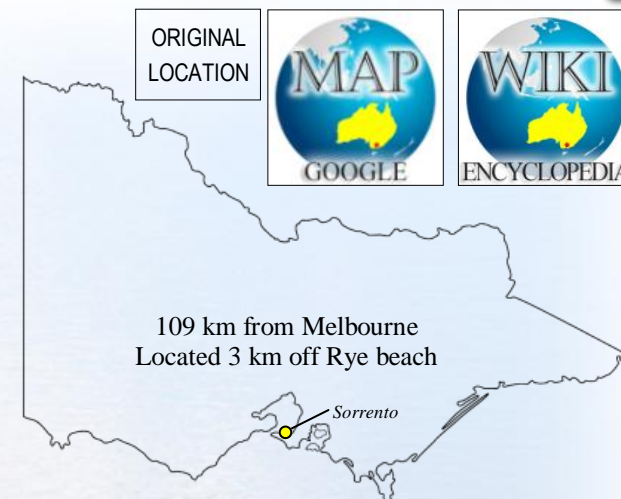 ORIGINAL
LOCATION
MAP
GOOGLE
WIKI
ENCYCLOPEDIA
109 km from Melbourne
Located 3 km off Rye beach
Sorrento